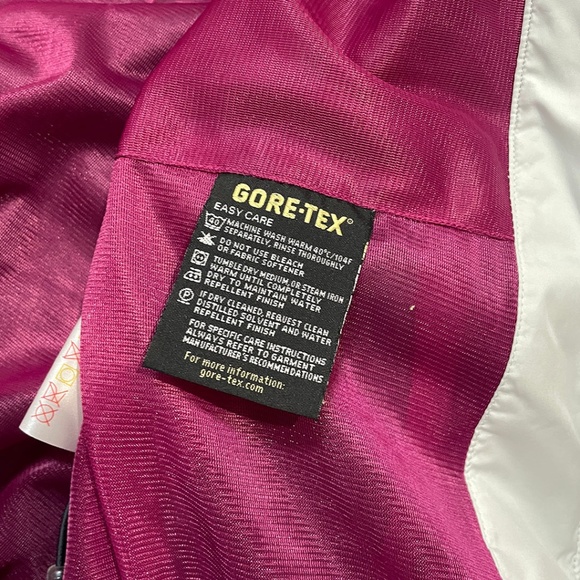 GORE-TEX®
EASY CARE
40 MACHINE WASH WARM 40°C/104F
SEPARATELY, RINSE THOROUGHLY
DO NOT USE BLEACH
OR FABRIC SOFTENER
TUMBLE DRY MEDIUM, OR STEAM IRON
WARM UNTIL COMPLETELY
DRY TO MAINTAIN WATER
REPELLENT FINISH
P IF DRY CLEANED, REQUEST CLEAN
DISTILLED SOLVENT AND WATER
REPELLENT FINISH
FOR SPECIFIC CARE INSTRUCTIONS
ALWAYS REFER TO GARMENT
MANUFACTURER'S RECOMMENDATIONS
For more information:
gore-tex.com